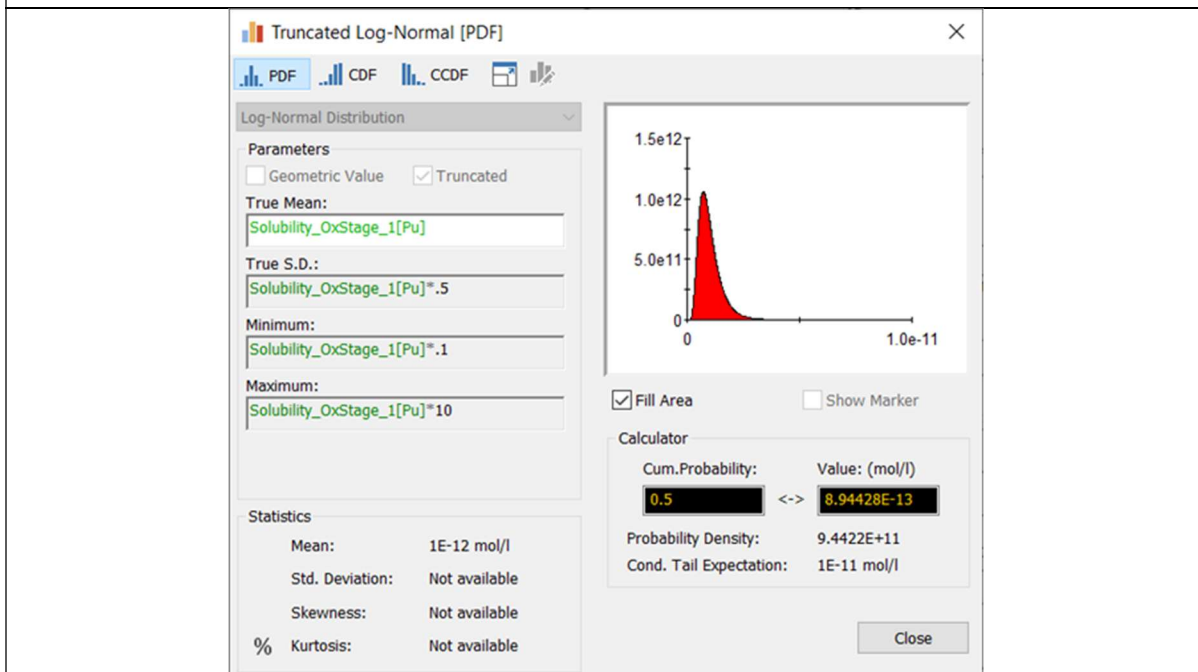 Truncated Log-Normal [PDF]
PDF CDF CCDF
Log-Normal Distribution
Parameters
Geometric Value Truncated
True Mean:
Solubility_OxStage_1[Pu]
True S.D.:
Solubility_OxStage_1[Pu]*.5
Minimum:
Solubility_OxStage_1[Pu]*.1
Maximum:
Solubility_OxStage_1[Pu]*10
Statistics
Mean: 1E-12 mol/l
Std. Deviation: Not available
Skewness: Not available
% Kurtosis: Not available
1.5e12
1.0e12
5.0e11
0
0 1.0e-11
Fill Area Show Marker
Calculator
Cum.Probability: Value: (mol/l)
0.5 <-> 8.94428E-13
Probability Density: 9.4422E+11
Cond. Tail Expectation: 1E-11 mol/l
Close